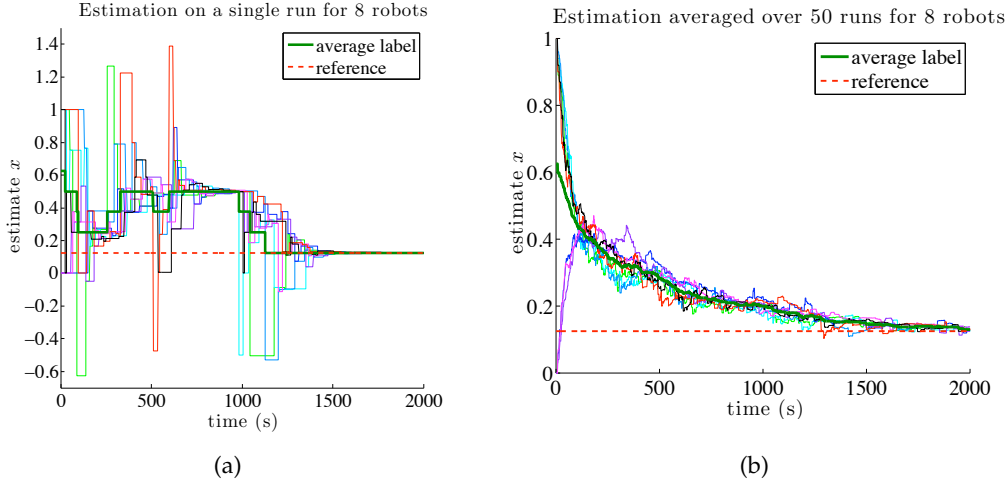 Estimation on a single run for 8 robots
1.4
1.2
1
0.8
0.6
0.4
0.2
0
−0.2
−0.4
−0.6
estimate x
average label
reference
0 500 1000 1500 2000
time (s)
(a)
Estimation averaged over 50 runs for 8 robots
1
0.8
0.6
0.4
0.2
0
estimate x
average label
reference
0 500 1000 1500 2000
time (s)
(b)